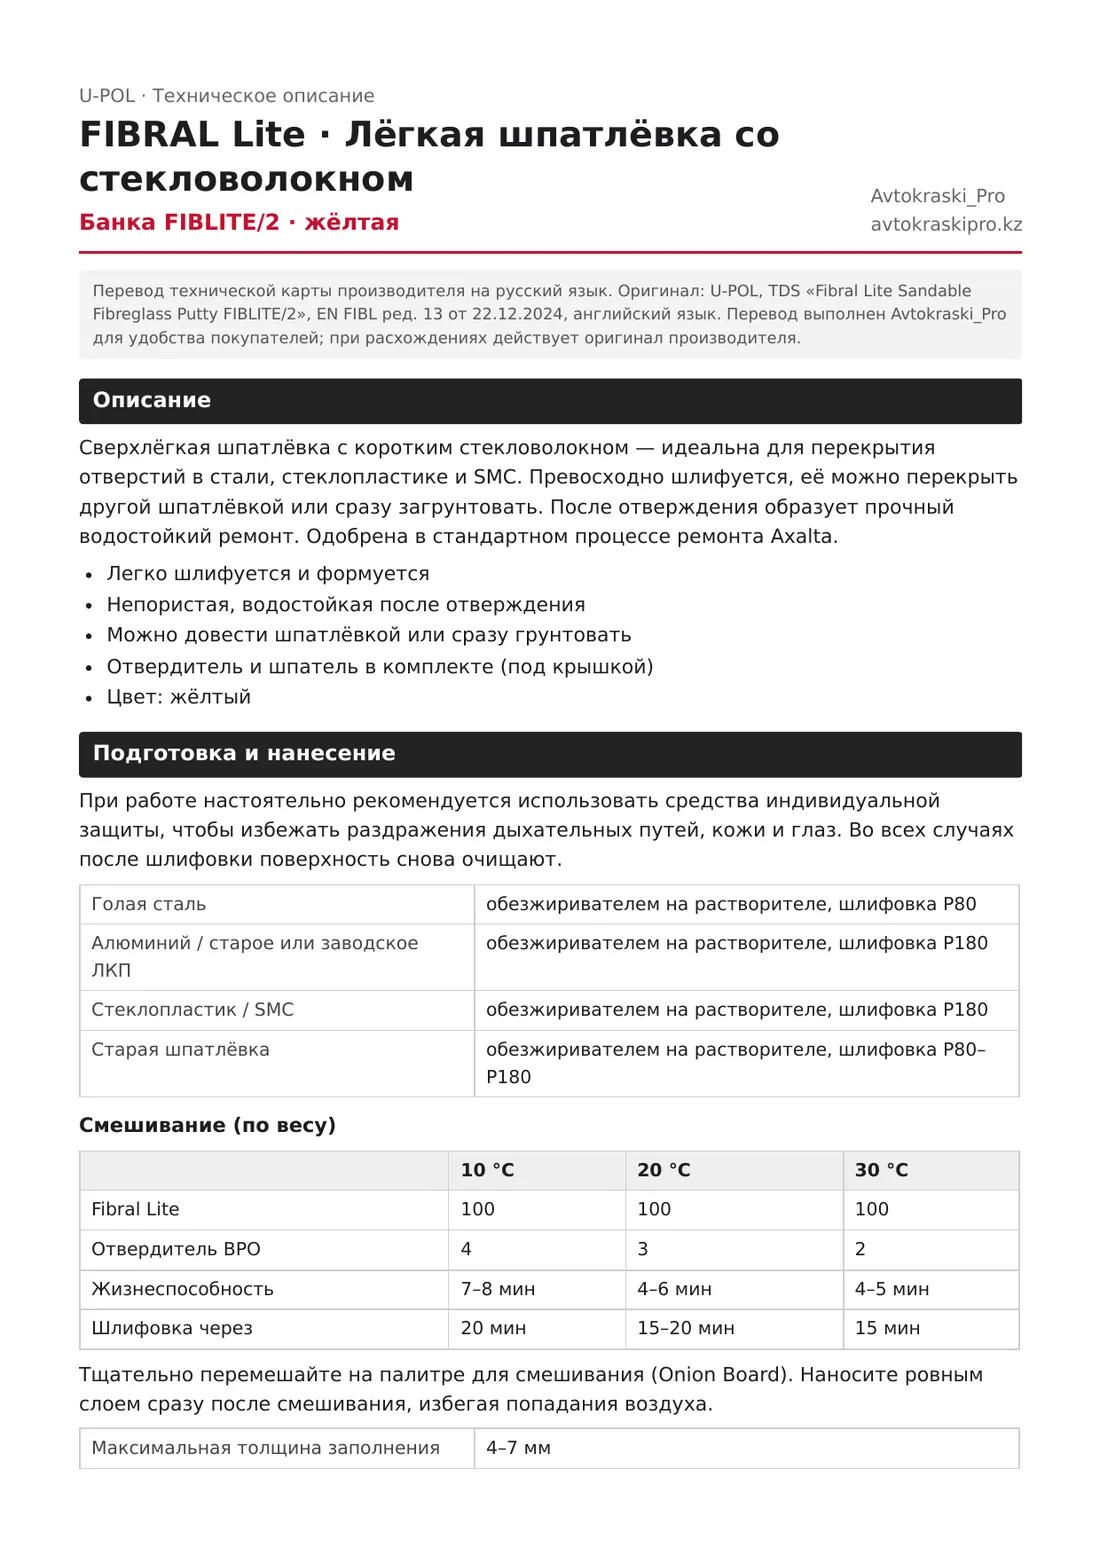 U-POL · Техническое описание
FIBRAL Lite · Лёгкая шпатлёвка со
стекловолокном
Банка FIBLITE/2 · жёлтая
Avtokraski_Pro
avtokraskipro.kz
Перевод технической карты производителя на русский язык. Оригинал: U-POL, TDS «Fibral Lite Sandable
Fibreglass Putty FIBLITE/2», EN FIBL ред. 13 от 22.12.2024, английский язык. Перевод выполнен Avtokraski_Pro
для удобства покупателей; при расхождениях действует оригинал производителя.
Описание
Сверхлёгкая шпатлёвка с коротким стекловолокном — идеальна для перекрытия
отверстий в стали, стеклопластике и SMC. Превосходно шлифуется, её можно перекрыть
другой шпатлёвкой или сразу загрунтовать. После отверждения образует прочный
водостойкий ремонт. Одобрена в стандартном процессе ремонта Axalta.
• Легко шлифуется и формуется
• Непористая, водостойкая после отверждения
• Можно довести шпатлёвкой или сразу грунтовать
• Отвердитель и шпатель в комплекте (под крышкой)
• Цвет: жёлтый
Подготовка и нанесение
При работе настоятельно рекомендуется использовать средства индивидуальной
защиты, чтобы избежать раздражения дыхательных путей, кожи и глаз. Во всех случаях
после шлифовки поверхность снова очищают.
Голая сталь обезжиривателем на растворителе, шлифовка P80
Алюминий / старое или заводское обезжиривателем на растворителе, шлифовка P180
ЛКП
Стеклопластик / SMC обезжиривателем на растворителе, шлифовка P180
Старая шпатлёвка обезжиривателем на растворителе, шлифовка P80–
P180
Смешивание (по весу)
10 °C 20 °C 30 °C
Fibral Lite 100 100 100
Отвердитель BPO 4 3 2
Жизнеспособность 7–8 мин 4–6 мин 4–5 мин
Шлифовка через 20 мин 15–20 мин 15 мин
Тщательно перемешайте на палитре для смешивания (Onion Board). Наносите ровным
слоем сразу после смешивания, избегая попадания воздуха.
Максимальная толщина заполнения 4–7 мм